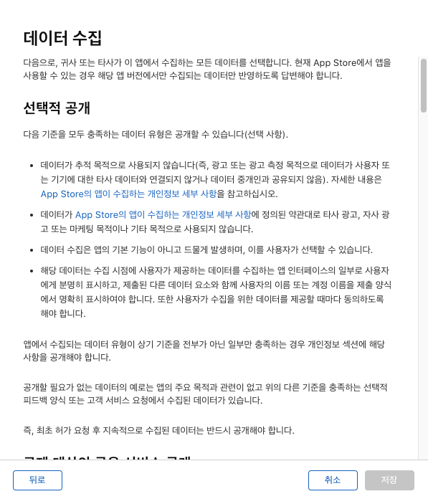 데이터 수집
다음으로, 귀사 또는 타사가 이 앱에서 수집하는 모든 데이터를 선택합니다. 현재 App Store에서 앱을
사용할 수 있는 경우 해당 앱 버전에서만 수집되는 데이터만 반영하도록 답변해야 합니다.
선택적 공개
다음 기준을 모두 충족하는 데이터 유형은 공개할 수 있습니다(선택 사항).
• 데이터가 추적 목적으로 사용되지 않습니다(즉, 광고 또는 광고 측정 목적으로 데이터가 사용자 또
는 기기에 대한 타사 데이터와 연결되지 않거나 데이터 중개인과 공유되지 않음). 자세한 내용은
App Store의 앱이 수집하는 개인정보 세부 사항을 참고하십시오.
• 데이터가 App Store의 앱이 수집하는 개인정보 세부 사항에 정의된 약관대로 타사 광고, 자사 광
고 또는 마케팅 목적이나 기타 목적으로 사용되지 않습니다.
• 데이터 수집은 앱의 기본 기능이 아니고 드물게 발생하며, 이를 사용자가 선택할 수 있습니다.
• 해당 데이터는 수집 시점에 사용자가 제공하는 데이터를 수집하는 앱 인터페이스의 일부로 사용자
에게 분명히 표시하고, 제출된 다른 데이터 요소와 함께 사용자의 이름 또는 계정 이름을 제출 양식
에서 명확히 표시하여야 합니다. 또한 사용자가 수집을 위한 데이터를 제공할 때마다 동의하도록
해야 합니다.
앱에서 수집되는 데이터 유형이 상기 기준을 전부가 아닌 일부만 충족하는 경우 개인정보 섹션에 해당
사항을 공개해야 합니다.
공개할 필요가 없는 데이터의 예로는 앱의 주요 목적과 관련이 없고 위의 다른 기준을 충족하는 선택적
피드백 양식 또는 고객 서비스 요청에서 수집된 데이터가 있습니다.
즉, 최초 허가 요청 후 지속적으로 수집된 데이터는 반드시 공개해야 합니다.
뒤로
취소
저장